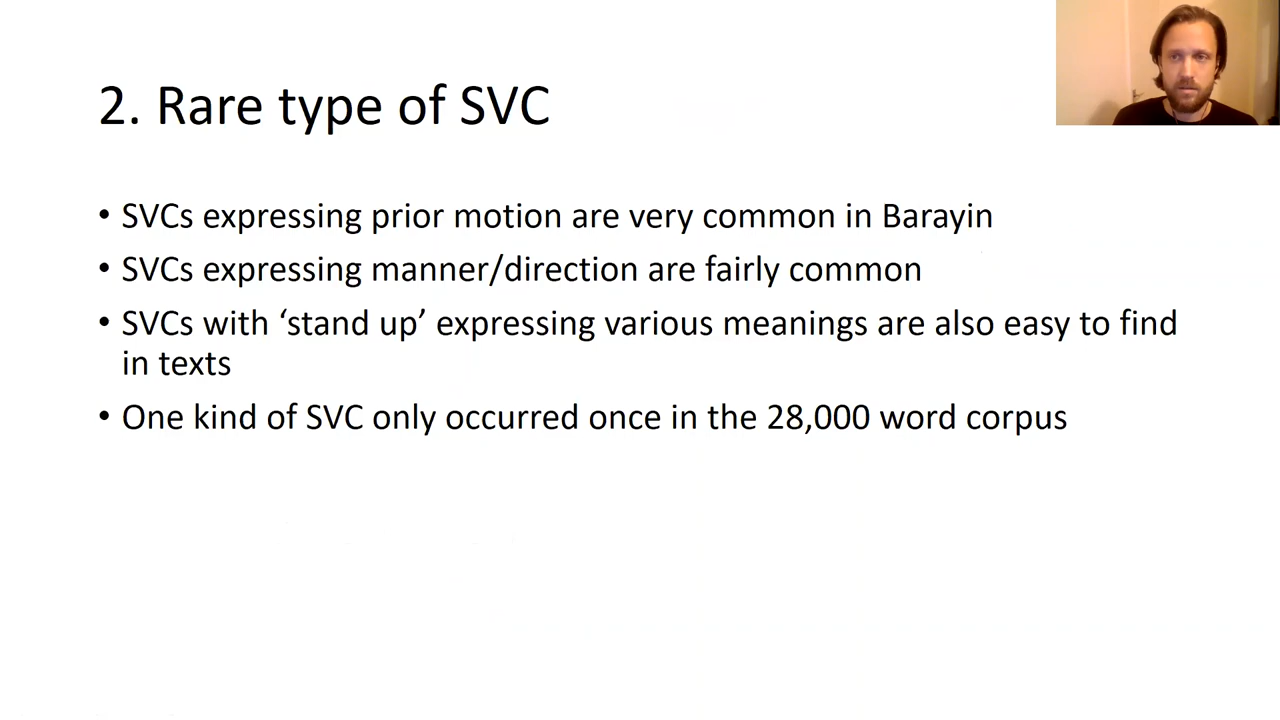 2. Rare type of SVC
• SVCs expressing prior motion are very common in Barayin
• SVCs expressing manner/direction are fairly common
• SVCs with ‘stand up’ expressing various meanings are also easy to find
in texts
• One kind of SVC only occurred once in the 28,000 word corpus